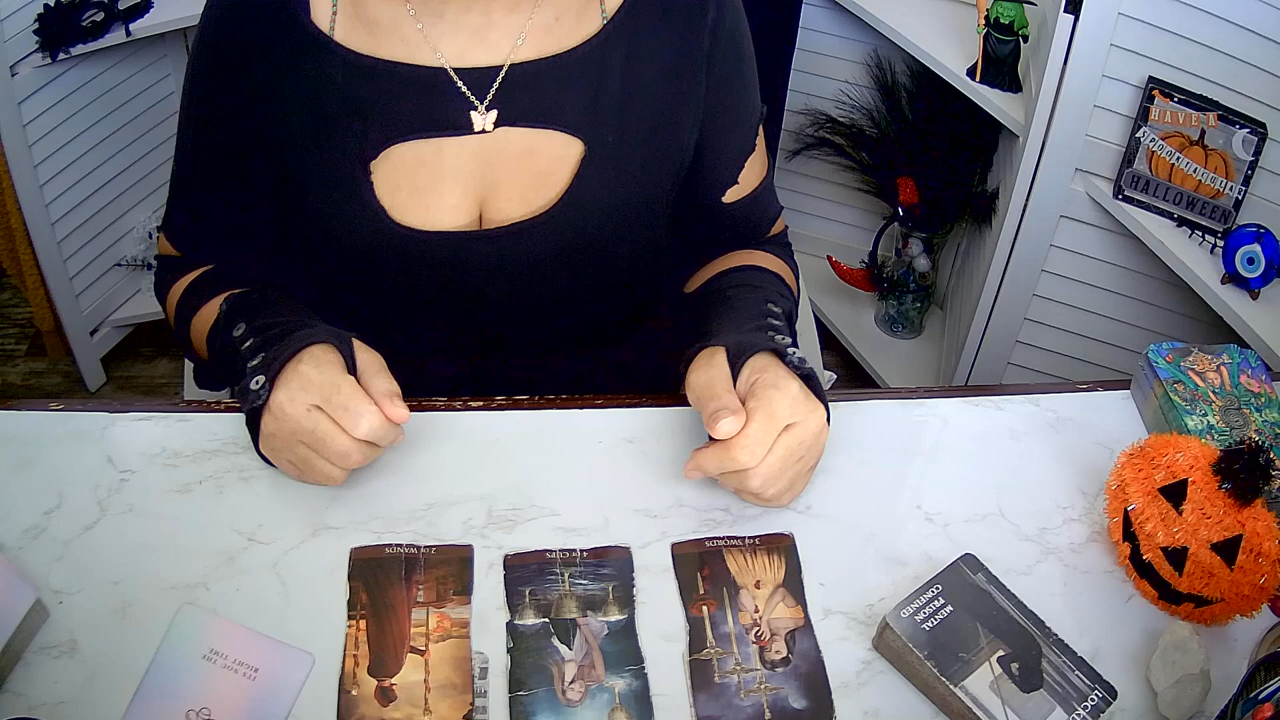 HAVE A
SPOOKTACULAR
HALLOWEEN
2 of WANDS
4 of CUPS
3 of SWORDS
MENTAL
PRISON
CONFINED
ITS NOT THE
RIGHT TIME